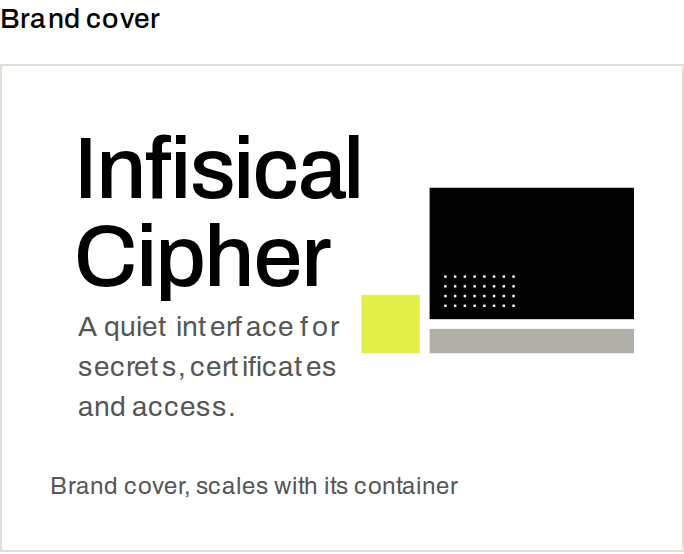 Brand cover
Infisical
Cipher
A quiet interface for
secrets, certificates
and access.
Brand cover, scales with its container